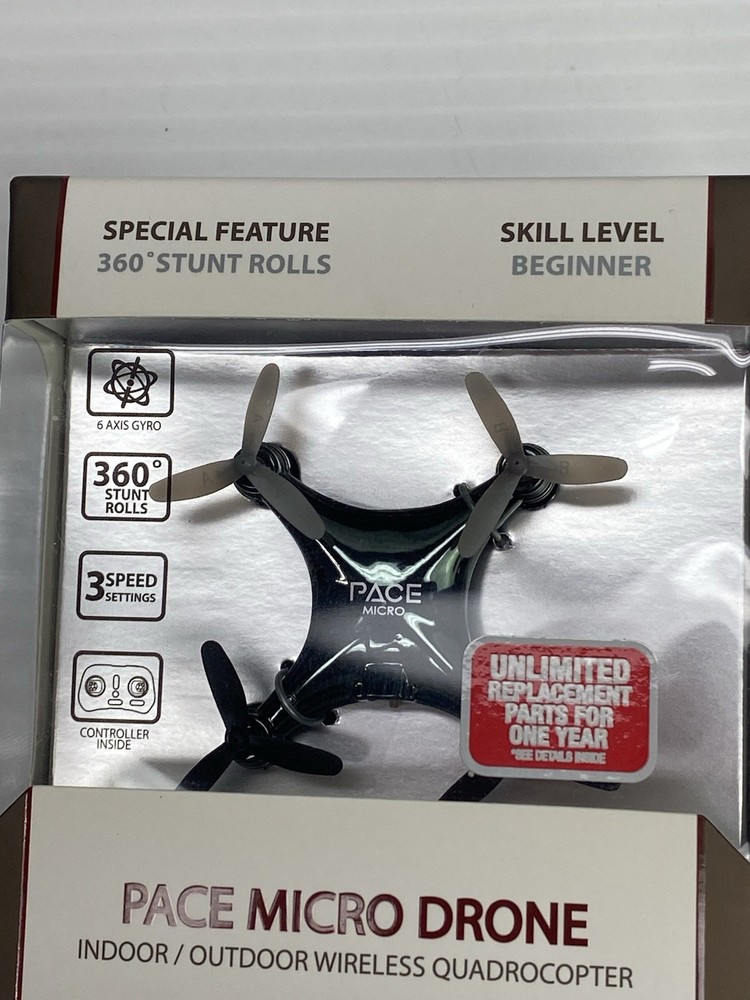 SPECIAL FEATURE
360°STUNT ROLLS
SKILL LEVEL
BEGINNER
6 AXIS GYRO
360°
STUNT
ROLLS
3 SPEED
SETTINGS
CONTROLLER
INSIDE
A
A
B
B
PACE
MICRO
UNLIMITED
REPLACEMENT
PARTS FOR
ONE YEAR
*SEE DETAILS INSIDE
PACE MICRO DRONE
INDOOR / OUTDOOR WIRELESS QUADROCOPTER